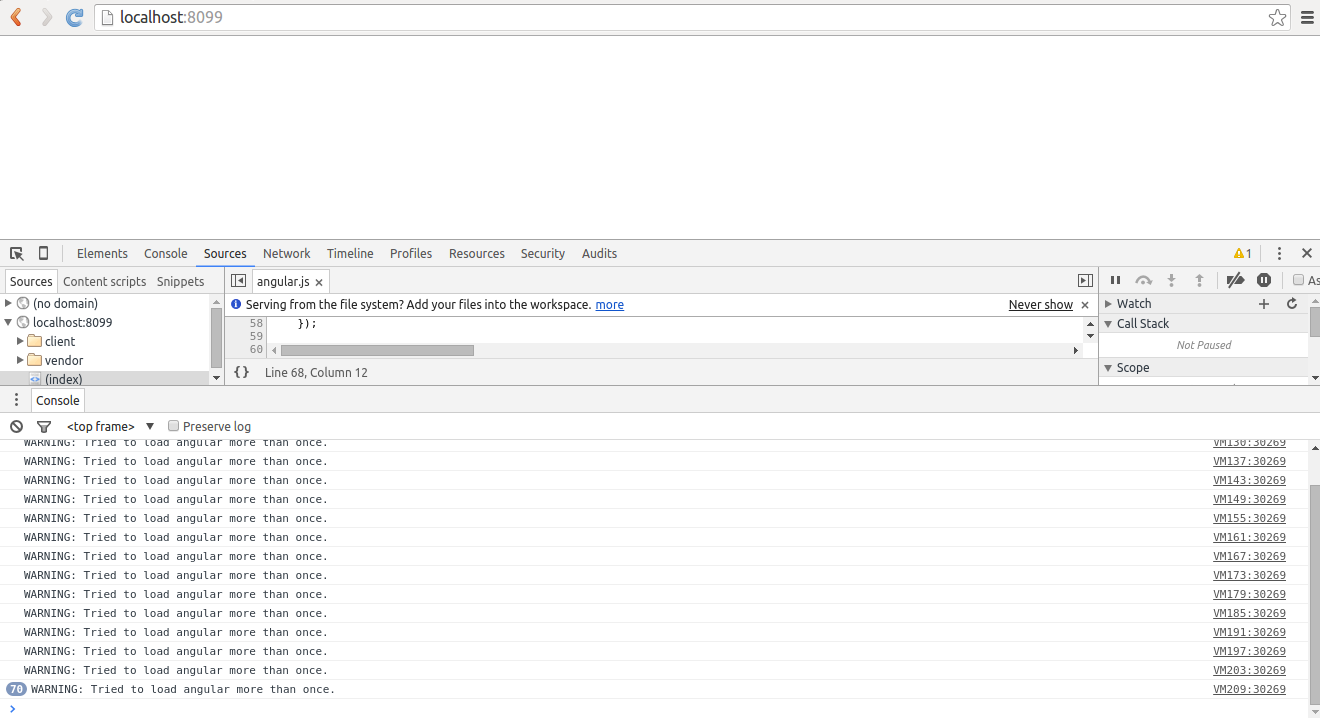 localhost:8099
Elements Console Sources Network Timeline Profiles Resources Security Audits 1
Sources Content scripts Snippets
angular.js ×
(no domain)
localhost:8099
client
vendor
(index)
Serving from the file system? Add your files into the workspace. more Never show ×
58 });
59
60
{} Line 68, Column 12
As
Watch
Call Stack
Not Paused
Scope
Console
<top frame> Preserve log
WARNING: Tried to load angular more than once. VM130:30269
WARNING: Tried to load angular more than once. VM137:30269
WARNING: Tried to load angular more than once. VM143:30269
WARNING: Tried to load angular more than once. VM149:30269
WARNING: Tried to load angular more than once. VM155:30269
WARNING: Tried to load angular more than once. VM161:30269
WARNING: Tried to load angular more than once. VM167:30269
WARNING: Tried to load angular more than once. VM173:30269
WARNING: Tried to load angular more than once. VM179:30269
WARNING: Tried to load angular more than once. VM185:30269
WARNING: Tried to load angular more than once. VM191:30269
WARNING: Tried to load angular more than once. VM197:30269
WARNING: Tried to load angular more than once. VM203:30269
70 WARNING: Tried to load angular more than once. VM209:30269